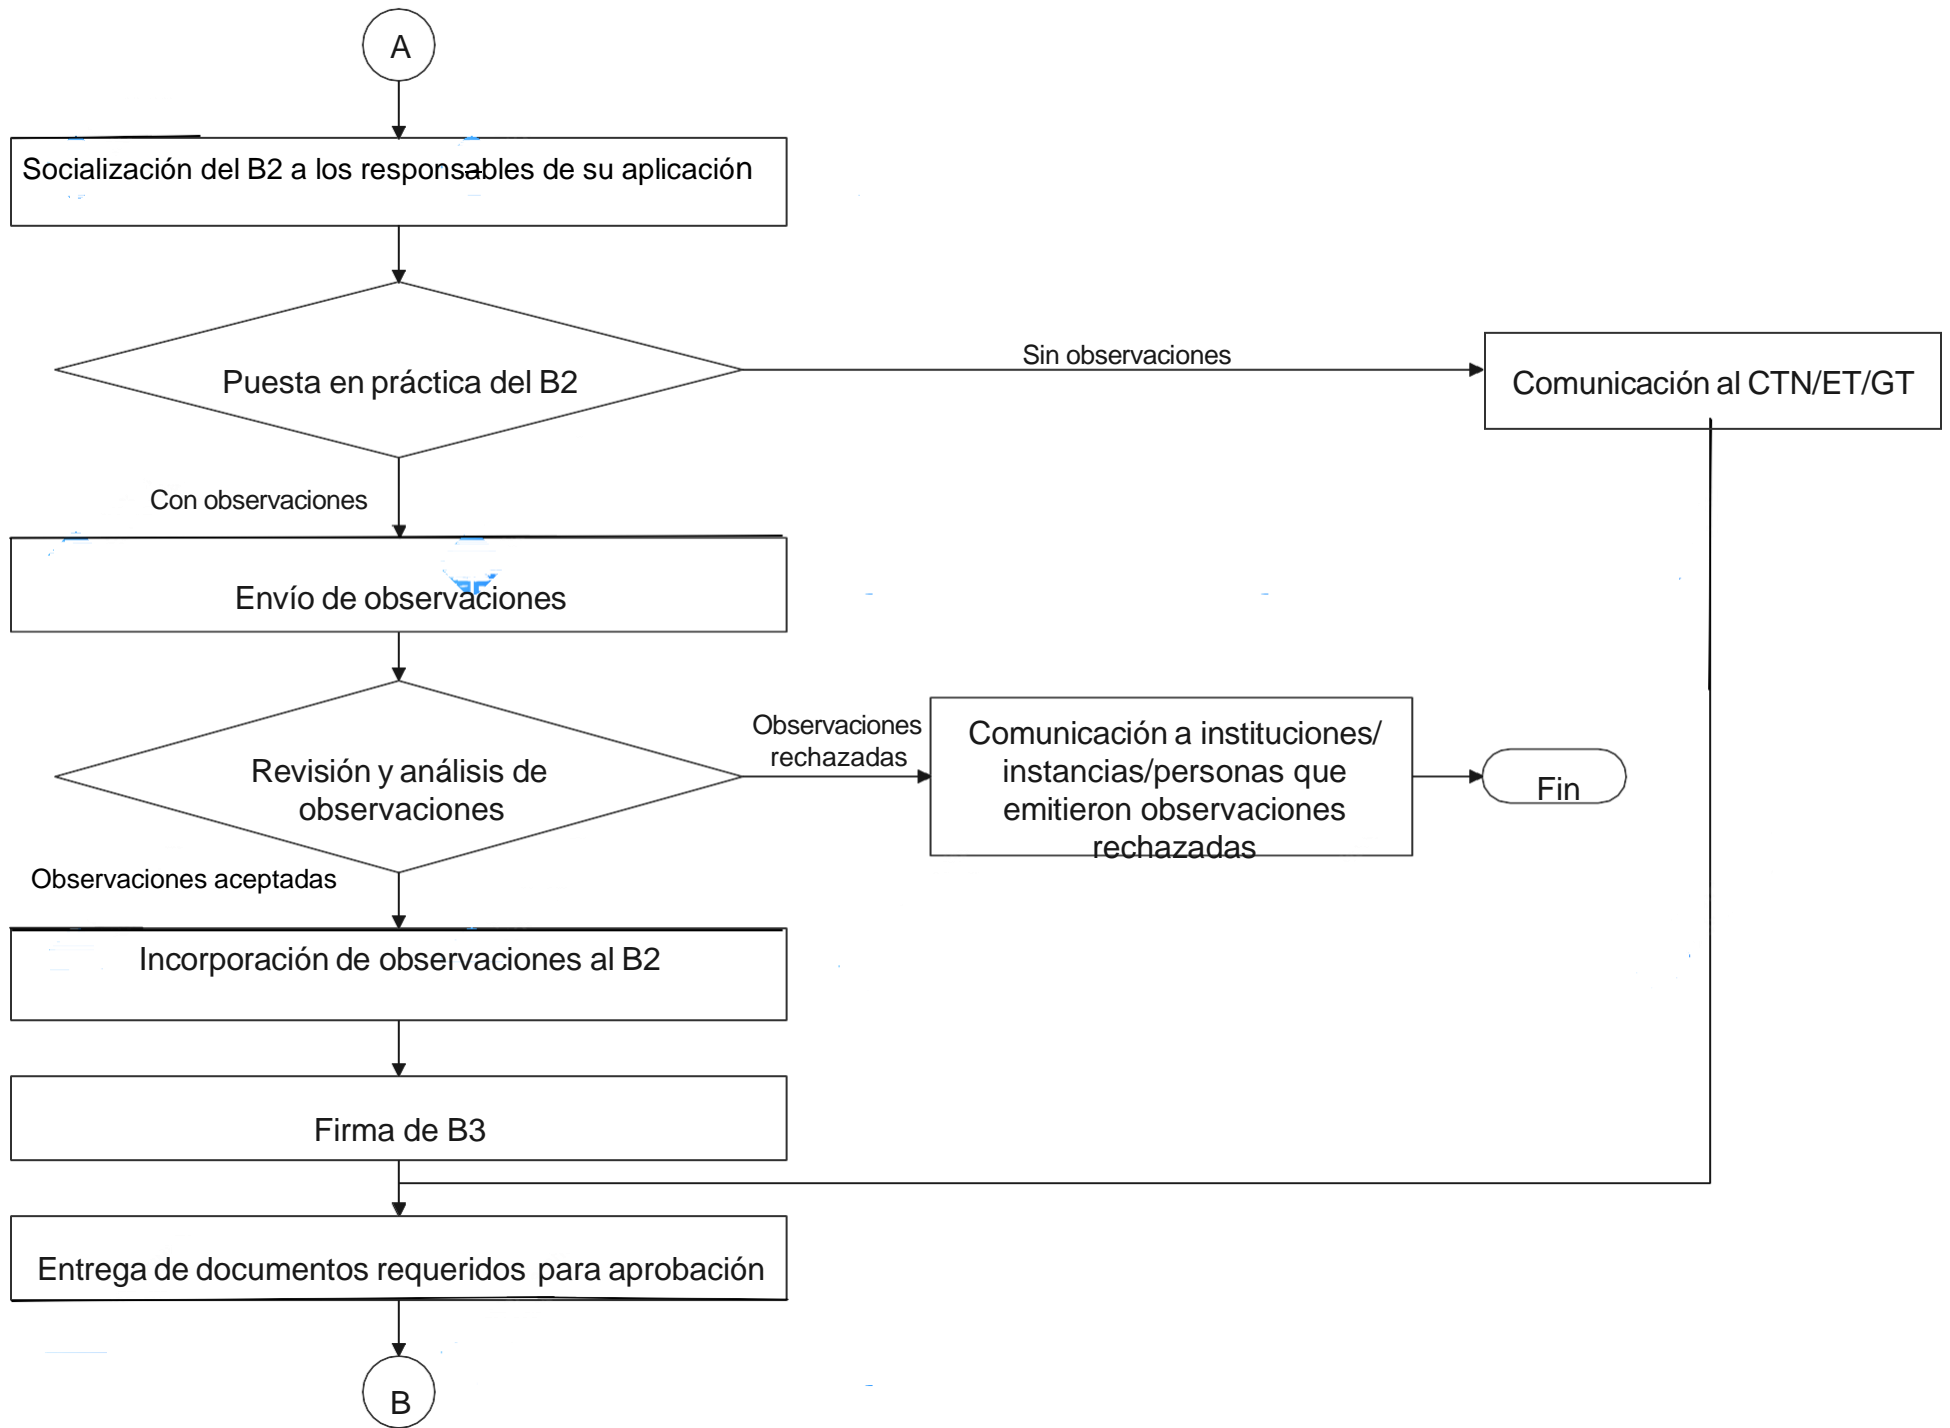 A
Socialización del B2 a los responsables de su aplicación
Puesta en práctica del B2
Sin observaciones
Comunicación al CTN/ET/GT
Con observaciones
Envío de observaciones
Revisión y análisis de
observaciones
Observaciones
rechazadas
Comunicación a instituciones/
instancias/personas que
emitieron observaciones
rechazadas
Fin
Observaciones aceptadas
Incorporación de observaciones al B2
Firma de B3
Entrega de documentos requeridos para aprobación
B